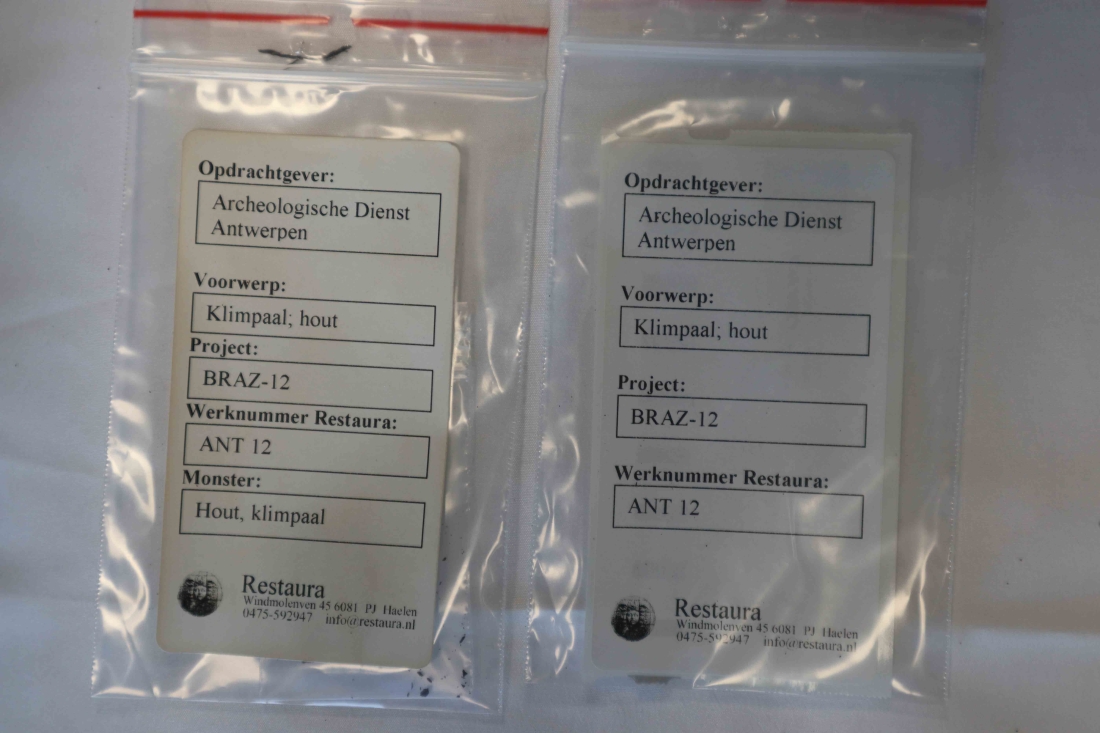 Opdrachtgever:
Archeologische Dienst
Antwerpen
Voorwerp:
Klimpaal; hout
Project:
BRAZ-12
Werknummer Restaura:
ANT 12
Monster:
Hout, klimpaal
Restaura
Windmolenven 45 6081 PJ Haelen
0475-592947 info@restaura.nl
Opdrachtgever:
Archeologische Dienst
Antwerpen
Voorwerp:
Klimpaal; hout
Project:
BRAZ-12
Werknummer Restaura:
ANT 12
Restaura
Windmolenven 45 6081 PJ Haelen
0475-592947 info@restaura.nl